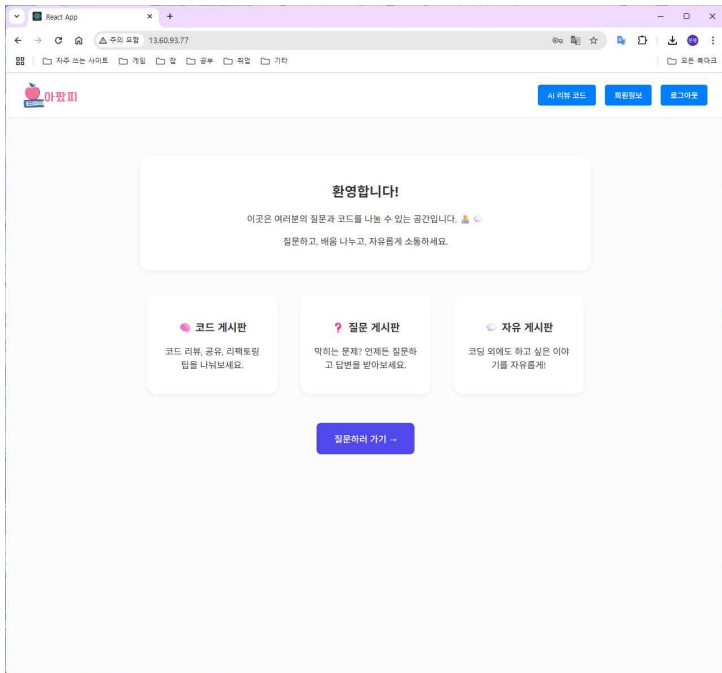 React App
주의 요함
13.60.93.77
자주 쓰는 사이트
게임
잡
공부
취업
기타
모든 북마크
아팠피
AI 리뷰 코드
회원정보
로그아웃
환영합니다!
이곳은 여러분의 질문과 코드를 나눌 수 있는 공간입니다.
질문하고, 배움 나누고, 자유롭게 소통하세요.
코드 게시판
코드 리뷰, 공유, 리팩토링
팁을 나눠보세요.
질문 게시판
막히는 문제? 언제든 질문하
고 답변을 받아보세요.
자유 게시판
코딩 외에도 하고 싶은 이야
기를 자유롭게!
질문하러 가기 →